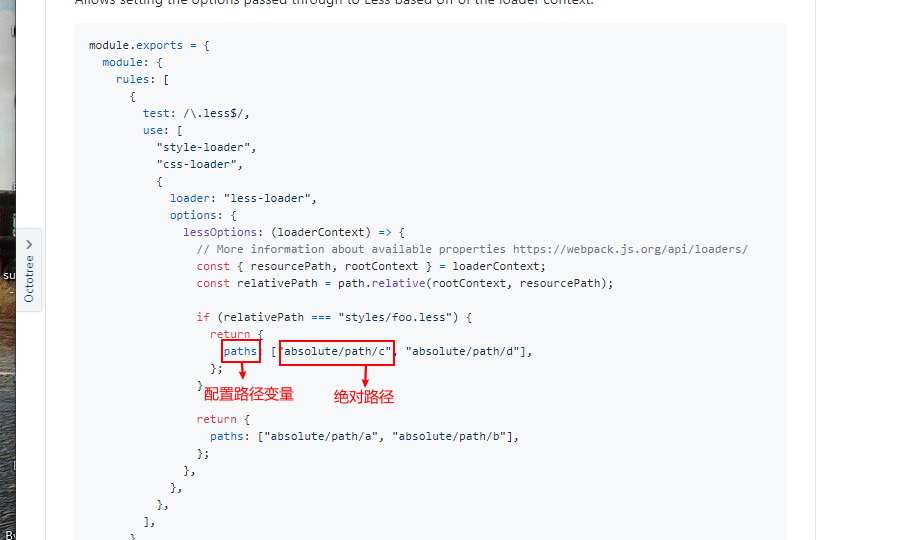 Allows setting the options passed through to Less based off of the loader context.
module.exports = {
module: {
rules: [
{
test: /\.less$/,
use: [
"style-loader",
"css-loader",
{
loader: "less-loader",
options: {
lessOptions: (loaderContext) => {
// More information about available properties https://webpack.js.org/api/loaders/
const { resourcePath, rootContext } = loaderContext;
const relativePath = path.relative(rootContext, resourcePath);
if (relativePath === "styles/foo.less") {
return {
paths: ["absolute/path/c", "absolute/path/d"],
};
}
配置路径变量 绝对路径
return {
paths: ["absolute/path/a", "absolute/path/b"],
};
},
},
},
],
}
Octotree
su